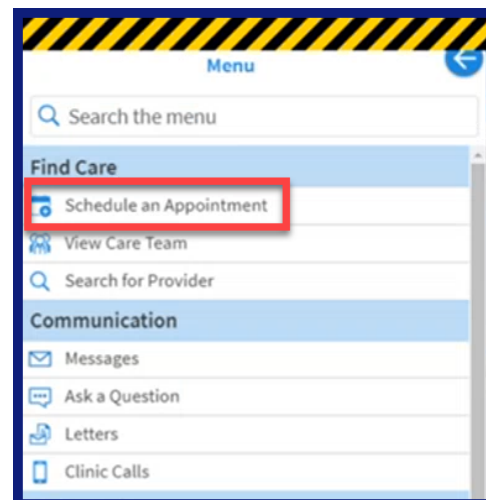 Menu
Search the menu
Find Care
Schedule an Appointment
View Care Team
Search for Provider
Communication
Messages
Ask a Question
Letters
Clinic Calls